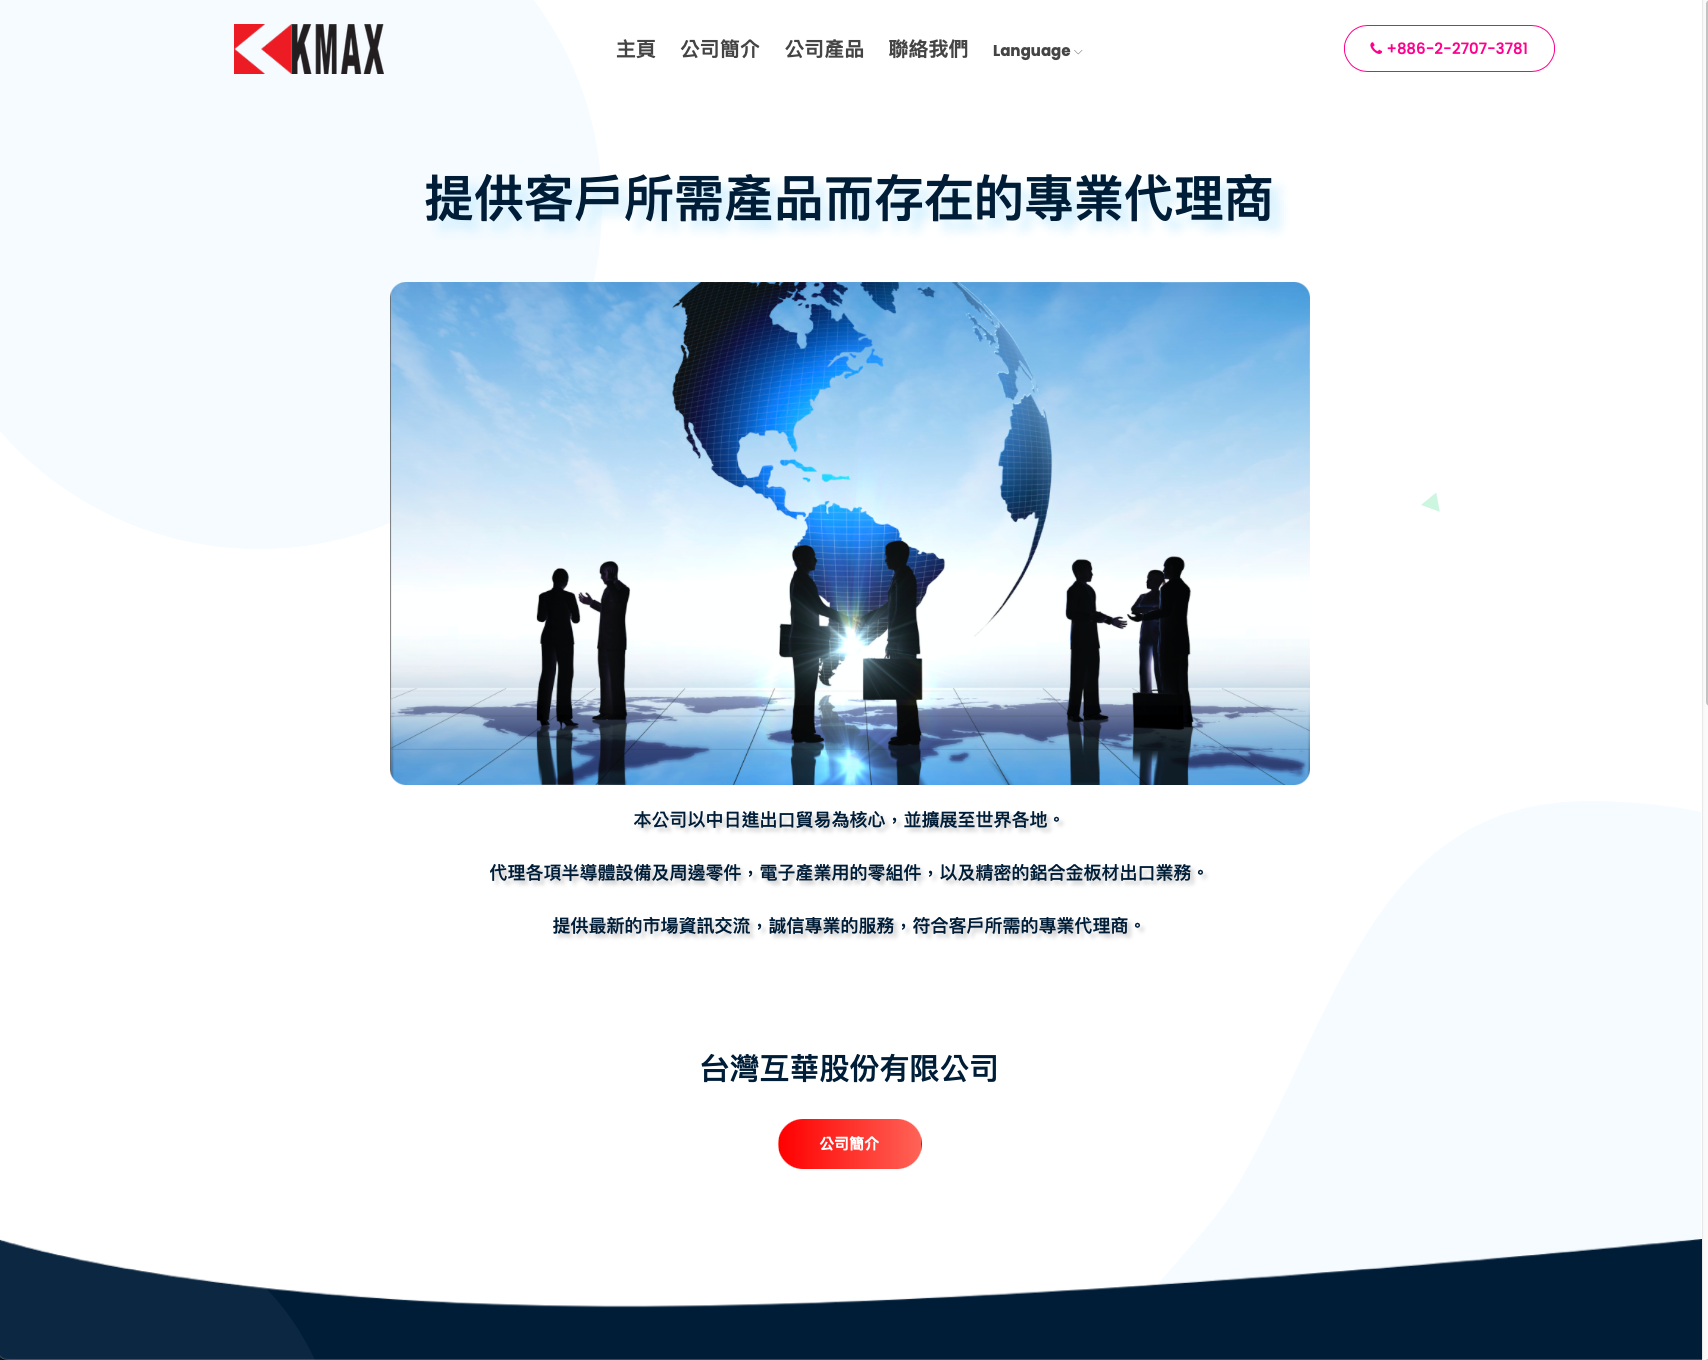 KMAX
主頁 公司簡介 公司產品 聯絡我們 Language
+886-2-2707-3781
提供客戶所需產品而存在的專業代理商
本公司以中日進出口貿易為核心，並擴展至世界各地。
代理各項半導體設備及周邊零件，電子產業用的零組件，以及精密的鋁合金板材出口業務。
提供最新的市場資訊交流，誠信專業的服務，符合客戶所需的專業代理商。
台灣互華股份有限公司
公司簡介